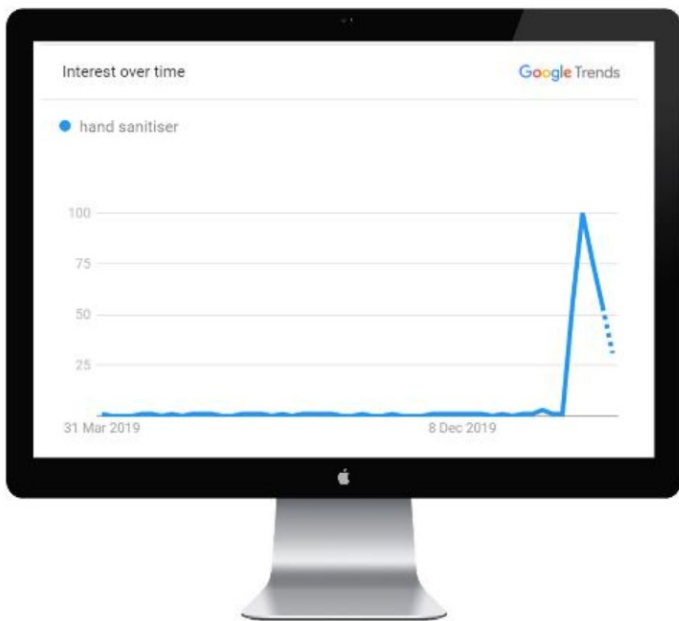 Interest over time
Google Trends
hand sanitiser
100
75
50
25
31 Mar 2019
8 Dec 2019